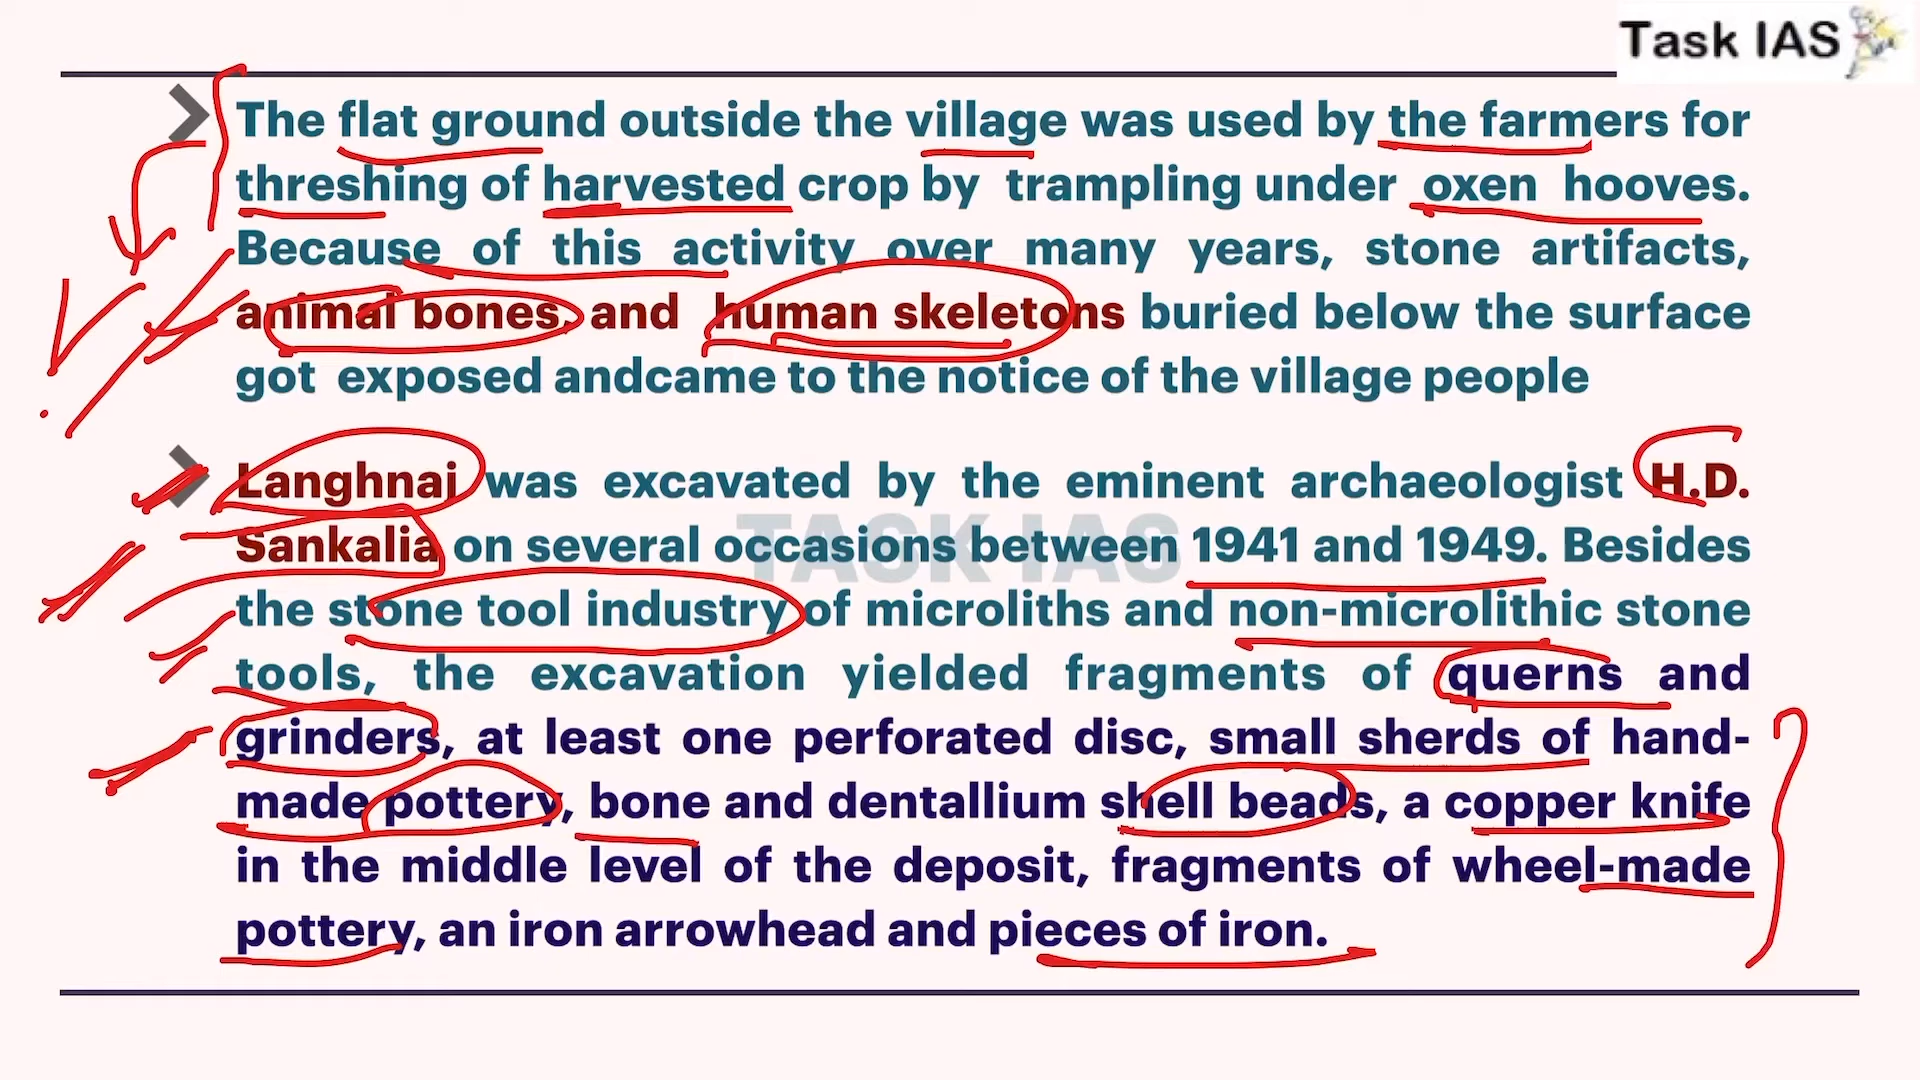 Task IAS
The flat ground outside the village was used by the farmers for
threshing of harvested crop by trampling under oxen hooves.
Because of this activity over many years, stone artifacts,
animal bones, and human skeletons buried below the surface
got exposed andcame to the notice of the village people
Langhnaj was excavated by the eminent archaeologist H.D.
Sankalia on several occasions between 1941 and 1949. Besides
TASK IAS
the stone tool industry of microliths and non-microlithic stone
tools, the excavation yielded fragments of querns and
grinders, at least one perforated disc, small sherds of hand-
made pottery, bone and dentallium shell beads, a copper knife
in the middle level of the deposit, fragments of wheel-made
pottery, an iron arrowhead and pieces of iron.